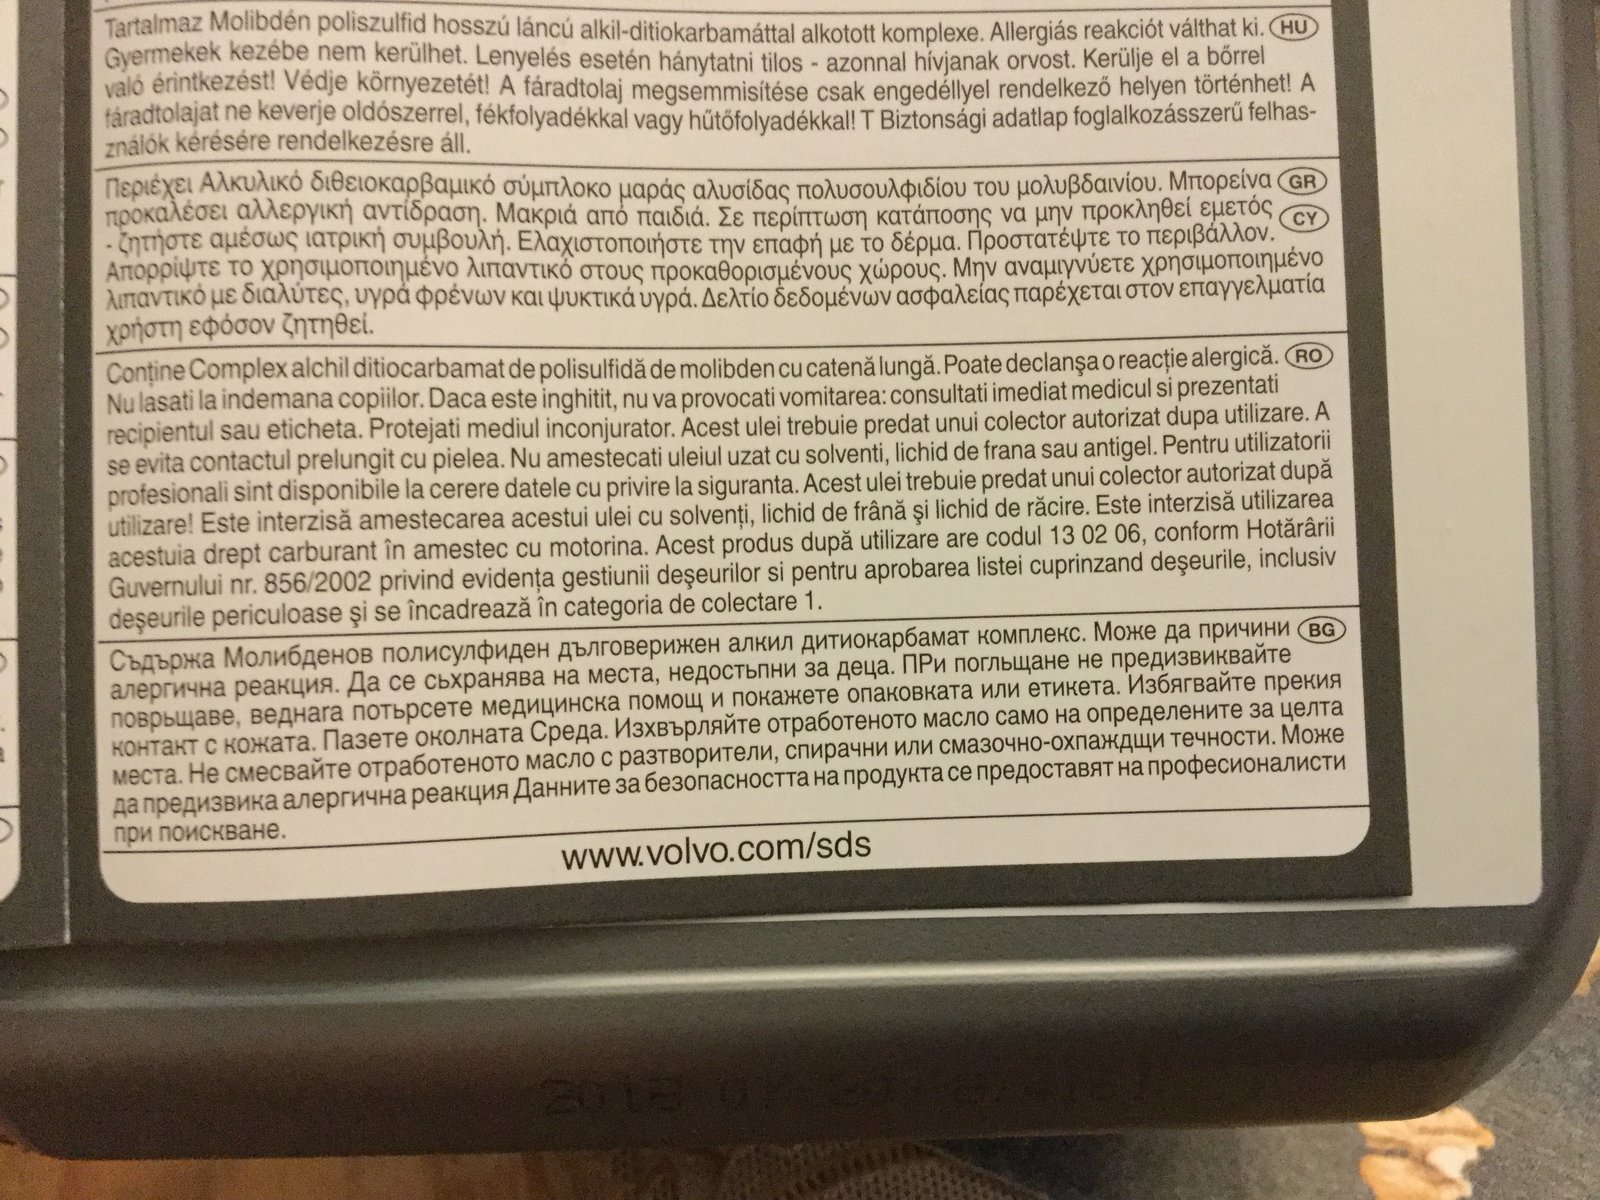 Tartalmaz Molibdén poliszulfid hosszú láncú alkil-ditiokarbamáttal alkotott komplexe. Allergiás reakciót válthat ki. HU
Gyermekek kezébe nem kerülhet. Lenyelés esetén hánytatni tilos - azonnal hívjanak orvost. Kerülje el a bőrrel
való érintkezést! Védje környezetét! A fáradtolaj megsemmisítése csak engedéllyel rendelkező helyen történhet! A
fáradtolajat ne keverje oldószerrel, fékfolyadékkal vagy hűtőfolyadékkal! T Biztonsági adatlap foglalkozásszerű felhas-
ználók kérésére rendelkezésre áll.
Περιέχει Αλκυλικό διθειοκαρβαμικό σύμπλοκο μαράς αλυσίδας πολυσουλφιδίου του μολυβδαινίου. Μπορείνα GR
προκαλέσει αλλεργική αντίδραση. Μακριά από παιδιά. Σε περίπτωση κατάποσης να μην προκληθεί εμετός CY
- ζητήστε αμέσως ιατρική συμβουλή. Ελαχιστοποιήστε την επαφή με το δέρμα. Προστατέψτε το περιβάλλον.
Απορρίψτε το χρησιμοποιημένο λιπαντικό στους προκαθορισμένους χώρους. Μην αναμιγνύετε χρησιμοποιημένο
λιπαντικό με διαλύτες, υγρά φρένων και ψυκτικά υγρά. Δελτίο δεδομένων ασφαλείας παρέχεται στον επαγγελματία
χρήστη εφόσον ζητηθεί.
Conține Complex alchil ditiocarbamat de polisulfidă de molibden cu catenă lungă. Poate declanşa o reacție alergică. RO
Nu lasati la indemana copiilor. Daca este inghitit, nu va provocati vomitarea: consultati imediat medicul si prezentati
recipientul sau eticheta. Protejati mediul inconjurator. Acest ulei trebuie predat unui colector autorizat dupa utilizare. A
se evita contactul prelungit cu pielea. Nu amestecati uleiul uzat cu solventi, lichid de frana sau antigel. Pentru utilizatorii
profesionali sint disponibile la cerere datele cu privire la siguranta. Acest ulei trebuie predat unui colector autorizat după
utilizare! Este interzisă amestecarea acestui ulei cu solvenți, lichid de frână şi lichid de răcire. Este interzisă utilizarea
acestuia drept carburant în amestec cu motorina. Acest produs după utilizare are codul 13 02 06, conform Hotărârii
Guvernului nr. 856/2002 privind evidența gestiunii deşeurilor si pentru aprobarea listei cuprinzand deşeurile, inclusiv
deşeurile periculoase şi se încadrează în categoria de colectare 1.
Съдържа Молибденов полисулфиден дълговерижен алкил дитиокарбамат комплекс. Може да причини BG
алергична реакция. Да се сьхранява на места, недостьпни за деца. ПРи погльщане не предизвиквайте
поврьщаве, веднага потьрсете медицинска помощ и покажете опаковката или етикета. Избягвайте прекия
контакт с кожата. Пазете околната Среда. Изхвърляйте отработеното масло само на определените за целта
места. Не смесвайте отработеното масло с разтворители, спирачни или смазочно-охпаждщи течности. Може
да предизвика алергична реакция Данните за безопасността на продукта се предоставят на професионалисти
при поискване.
www.volvo.com/sds
2018